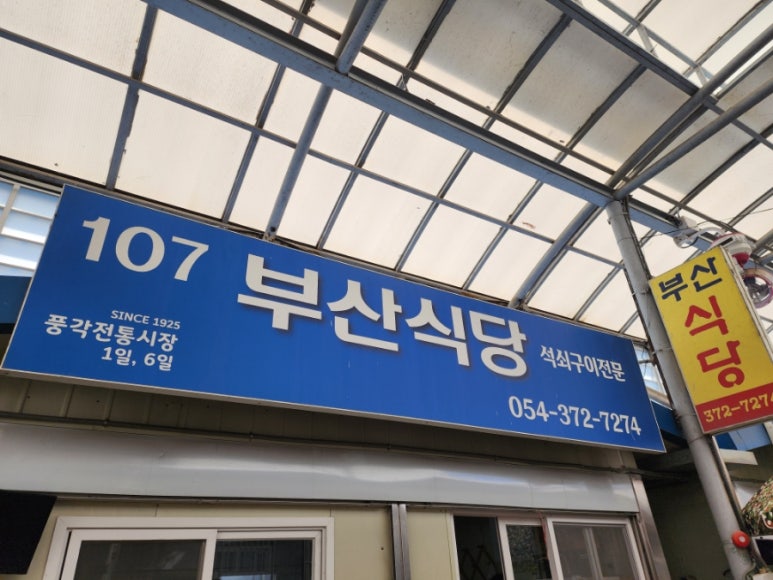 107
SINCE 1925
풍각전통시장
1일, 6일
부산식당
석쇠구이전문
054-372-7274
부산
식당
372-7274